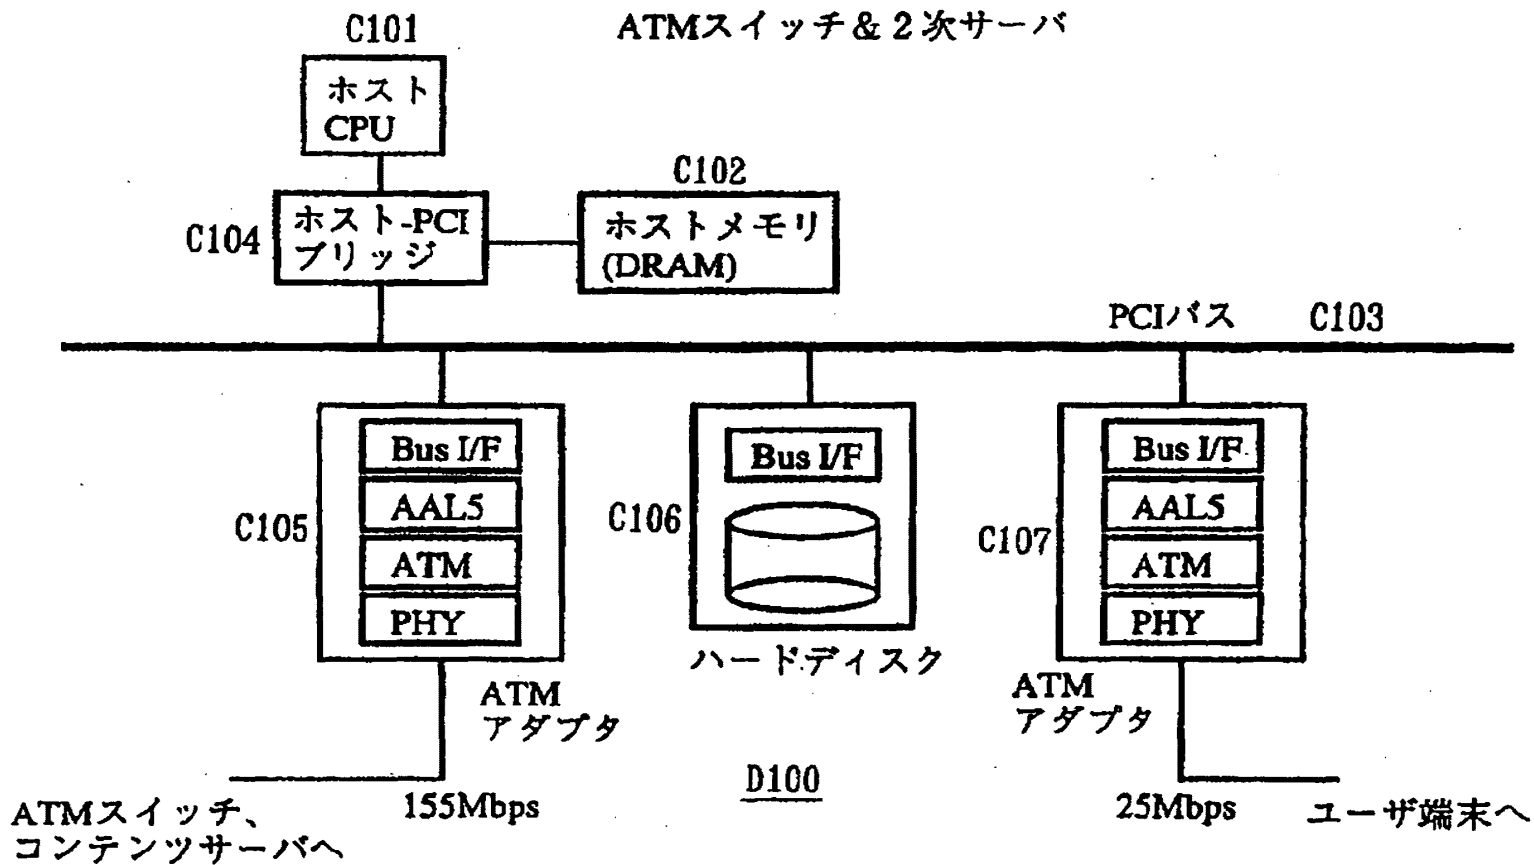 ATMスイッチ&2次サーバ
C101
ホスト
CPU
C102
C104
ホスト-PCI
ブリッジ
ホストメモリ
(DRAM)
PCIバス
C103
C105
Bus I/F
AAL5
ATM
PHY
ATM
アダプタ
C106
Bus I/F
ハードディスク
C107
Bus I/F
AAL5
ATM
PHY
ATM
アダプタ
ATMスイッチ、
コンテンツサーバへ
155Mbps
D100
25Mbps
ユーザ端末へ